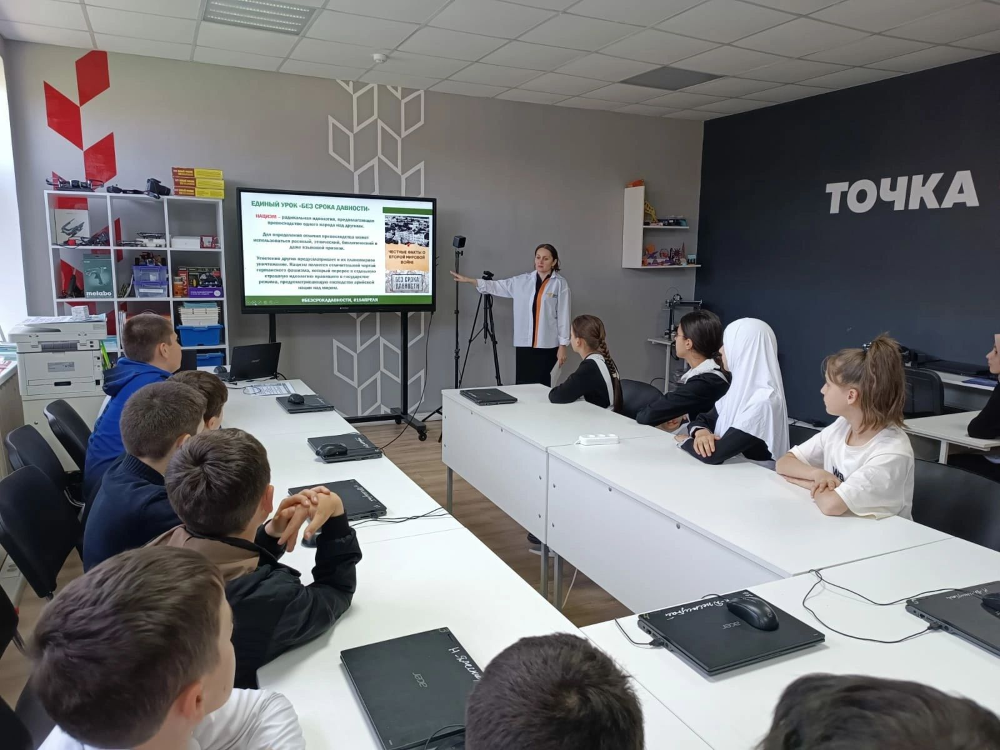 ЕДИНЫЙ УРОК «БЕЗ СРОКА ДАВНОСТИ»
НАЦИЗМ – радикальная идеология, предполагающая
превосходство одного народа над другими.
Для определения отличия превосходства может
использоваться расовый, этнический, биологический и
даже языковой признак.
Угнетение других предусматривает и их планомерное
уничтожение. Нацизм является отличительной чертой
германского фашизма, который перерос в отдельную
страшную идеологию правящего в государстве
режима, предусматривающую господство арийской
нации над миром.
ЧЕСТНЫЕ ФАКТЫ О
ВТОРОЙ МИРОВОЙ
ВОЙНЕ
БЕЗ СРОКА
ДАВНОСТИ
#БЕЗСРОКАДАВНОСТИ, #19АПРЕЛЯ
ТОЧКА
metabo
acer
acer